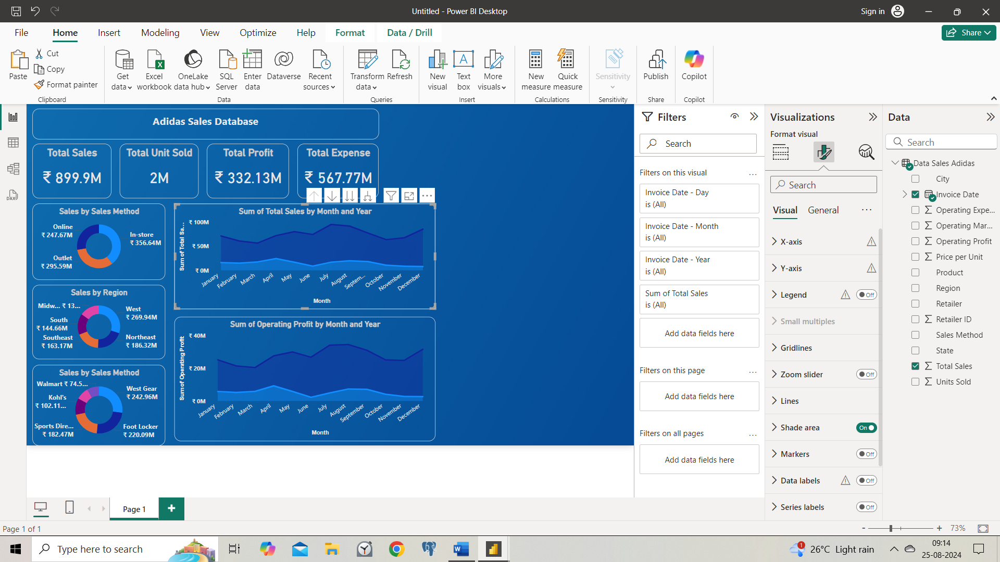 Untitled - Power BI Desktop
Sign in
File
Home
Insert
Modeling
View
Optimize
Help
Format
Data / Drill
Share
Paste
Cut
Copy
Format painter
Clipboard
Get data
Excel workbook
OneLake data hub
SQL Server
Enter data
Dataverse
Recent sources
Data
Transform data
Refresh
Queries
New visual
Text box
More visuals
Insert
New measure
Quick measure
Calculations
Sensitivity
Sensitivity
Publish
Share
Copilot
Copilot
DAX
Adidas Sales Database
Total Sales
₹ 899.9M
Total Unit Sold
2M
Total Profit
₹ 332.13M
Total Expense
₹ 567.77M
Sales by Sales Method
Online
₹ 247.67M
In-store
₹ 356.64M
Outlet
₹ 295.59M
Sales by Region
Midw... ₹ 13...
West
₹ 269.94M
South
₹ 144.66M
Southeast
₹ 163.17M
Northeast
₹ 186.32M
Sales by Sales Method
Walmart ₹ 74.5...
West Gear
₹ 242.96M
Kohl's
₹ 102.11...
Sports Dire...
₹ 182.47M
Foot Locker
₹ 220.09M
Sum of Total Sales by Month and Year
Sum of Total Sa...
₹ 100M
₹ 50M
₹ 0M
January
February
March
April
May
June
July
August
Septem...
October
November
December
Month
Sum of Operating Profit by Month and Year
Sum of Operating Profit
₹ 40M
₹ 20M
₹ 0M
January
February
March
April
May
June
July
August
September
October
November
December
Month
Filters
Search
Filters on this visual
...
Invoice Date - Day
is (All)
Invoice Date - Month
is (All)
Invoice Date - Year
is (All)
Sum of Total Sales
is (All)
Add data fields here
Filters on this page
...
Add data fields here
Filters on all pages
...
Add data fields here
Visualizations
Format visual
Search
Visual
General
...
X-axis
Y-axis
Legend
Off
Small multiples
Gridlines
Zoom slider
Off
Lines
Shade area
On
Markers
Off
Data labels
Off
Series labels
Off
Data
Search
Data Sales Adidas
City
Invoice Date
Operating Expe...
Operating Mar...
Operating Profit
Price per Unit
Product
Region
Retailer
Retailer ID
Sales Method
State
Total Sales
Units Sold
Page 1
+
Page 1 of 1
- + 73%
Type here to search
1
26°C Light rain
09:14
25-08-2024